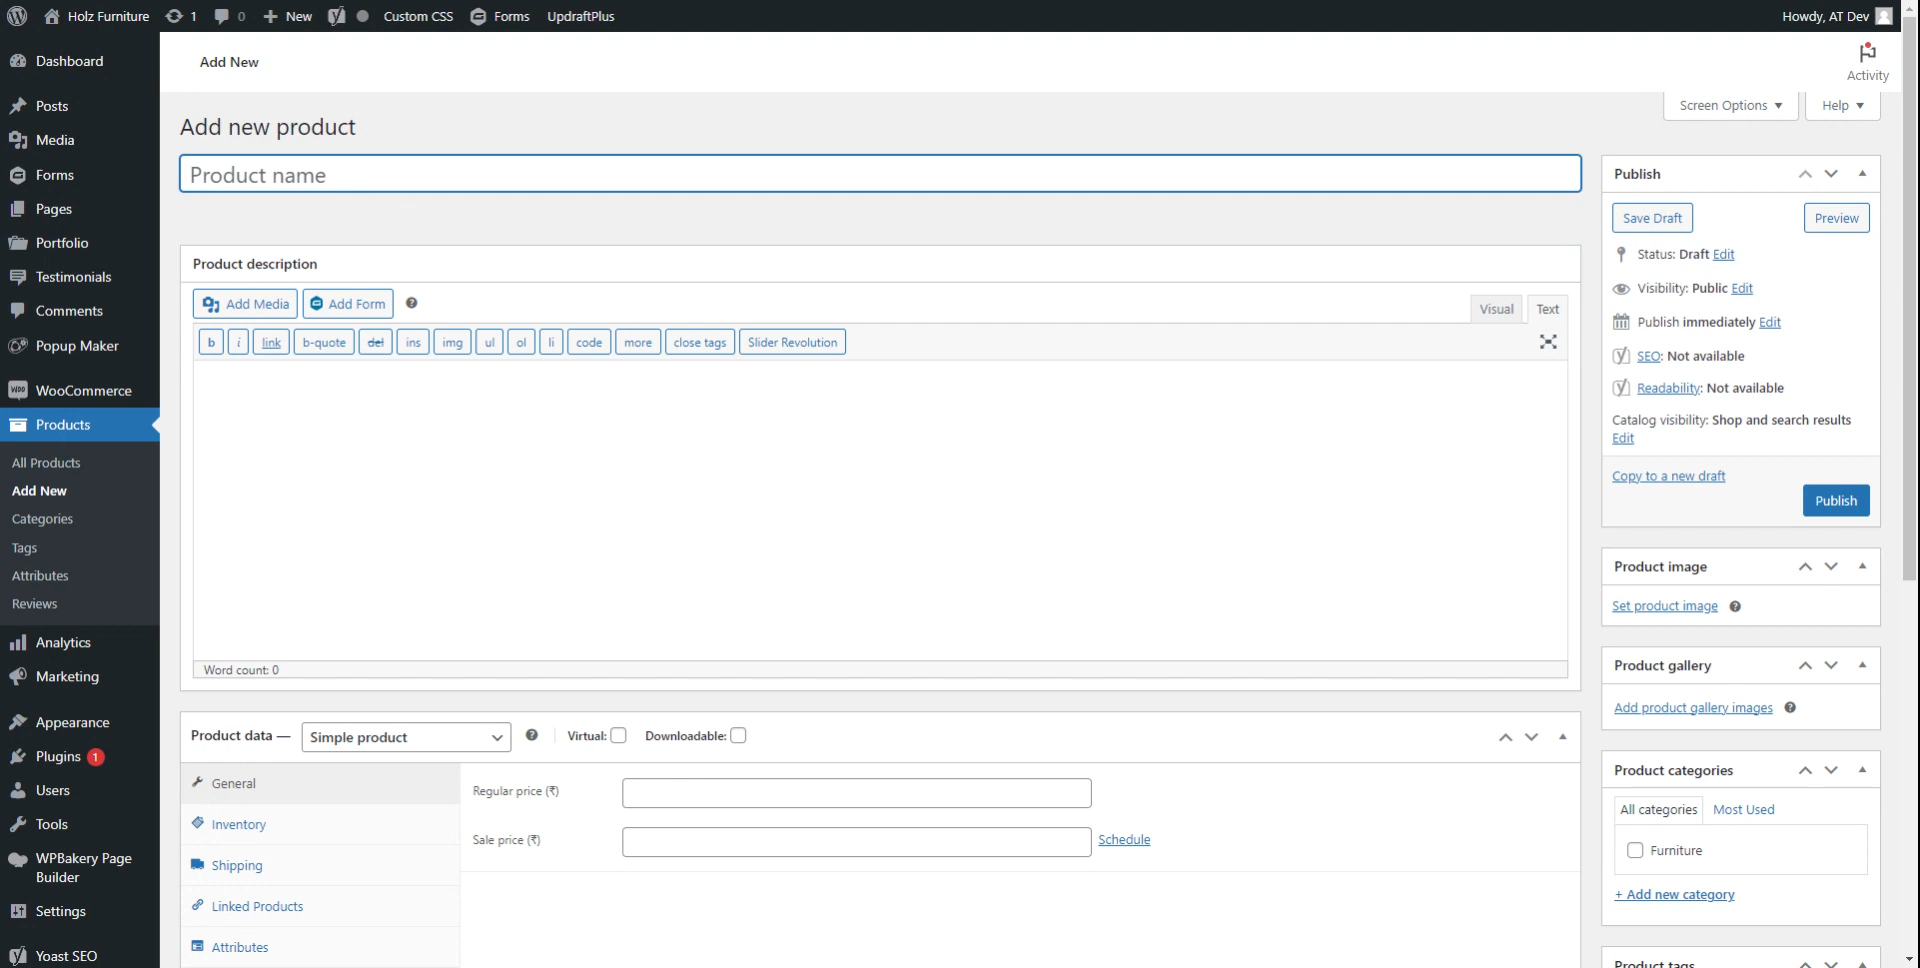 Holz Furniture 1 0 New Custom CSS Forms UpdraftPlus Howdy, AT Dev
Dashboard
Posts
Media
Forms
Pages
Portfolio
Testimonials
Comments
Popup Maker
WOO WooCommerce
Products
All Products
Add New
Categories
Tags
Attributes
Reviews
Analytics
Marketing
Appearance
Plugins 1
Users
Tools
WPBakery Page
Builder
Settings
Yoast SEO
Add New
Activity
Screen Options ▼ Help ▼
Add new product
Product name
Product description
Add Media Add Form ?
Visual Text
b i link b-quote del ins img ul ol li code more close tags Slider Revolution
Word count: 0
Product data — Simple product ? Virtual: Downloadable:
General
Inventory
Shipping
Linked Products
Attributes
Regular price (₹)
Sale price (₹) Schedule
Publish
Save Draft Preview
Status: Draft Edit
Visibility: Public Edit
Publish immediately Edit
SEO: Not available
Readability: Not available
Catalog visibility: Shop and search results
Edit
Copy to a new draft
Publish
Product image
Set product image ?
Product gallery
Add product gallery images ?
Product categories
All categories Most Used
Furniture
+ Add new category
Product tags